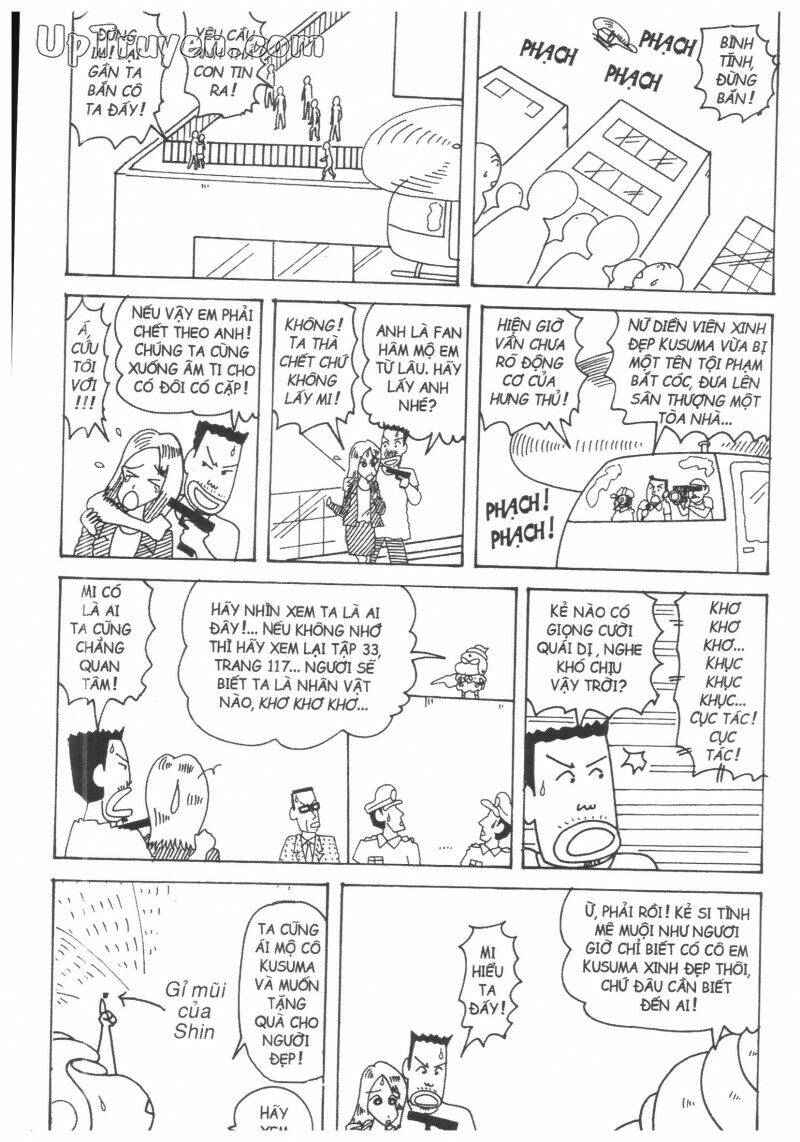 UpTruyen.com
BÌNH
TĨNH,
ĐỪNG
BẮN!
PHẠCH
PHẠCH
PHẠCH
YÊU CẦU
ANH THẢ
CON TIN
RA!
ĐỪNG
LẠI
GẦN TA
BẮN CÔ
TA ĐẤY!
NỮ DIỄN VIÊN XINH
ĐẸP KUSUMA VỪA BỊ
MỘT TÊN TỘI PHẠM
BẮT CÓC, ĐƯA LÊN
SÂN THƯỢNG MỘT
TÒA NHÀ...
HIỆN GIỜ
VẪN CHƯA
RÕ ĐỘNG
CƠ CỦA
HUNG THỦ!
PHẠCH!
PHẠCH!
ANH LÀ FAN
HÂM MỘ EM
TỪ LÂU. HÃY
LẤY ANH
NHÉ?
KHÔNG!
TA THÀ
CHẾT CHỨ
KHÔNG
LẤY MI!
NẾU VẬY EM PHẢI
CHẾT THEO ANH!
CHÚNG TA CÙNG
XUỐNG ÂM TI CHO
CÓ ĐÔI CÓ CẶP!
Á,
CỨU
TÔI
VỚI
!!!
KHƠ
KHƠ
KHƠ...
KHỤC
KHỤC
KHỤC...
CỤC TÁC!
CỤC
TÁC!
KẺ NÀO CÓ
GIỌNG CƯỜI
QUÁI DỊ, NGHE
KHÓ CHỊU
VẬY TRỜI?
HÃY NHÌN XEM TA LÀ AI
ĐÂY!... NẾU KHÔNG NHỚ
THÌ HÃY XEM LẠI TẬP 33,
TRANG 117... NGƯƠI SẼ
BIẾT TA LÀ NHÂN VẬT
NÀO, KHƠ KHƠ KHƠ...
MI CÓ
LÀ AI
TA CŨNG
CHẲNG
QUAN
TÂM!
Ừ, PHẢI RỒI! KẺ SI TÌNH
MÊ MUỘI NHƯ NGƯƠI
GIỜ CHỈ BIẾT CÓ CÔ EM
KUSUMA XINH ĐẸP THÔI,
CHỨ ĐÂU CẦN BIẾT
ĐẾN AI!
MI
HIỂU
TA
ĐẤY!
TA CŨNG
ÁI MỘ CÔ
KUSUMA
VÀ MUỐN
TẶNG
QUÀ CHO
NGƯỜI
ĐẸP!
Gỉ mũi
của
Shin
HÃY
XEM